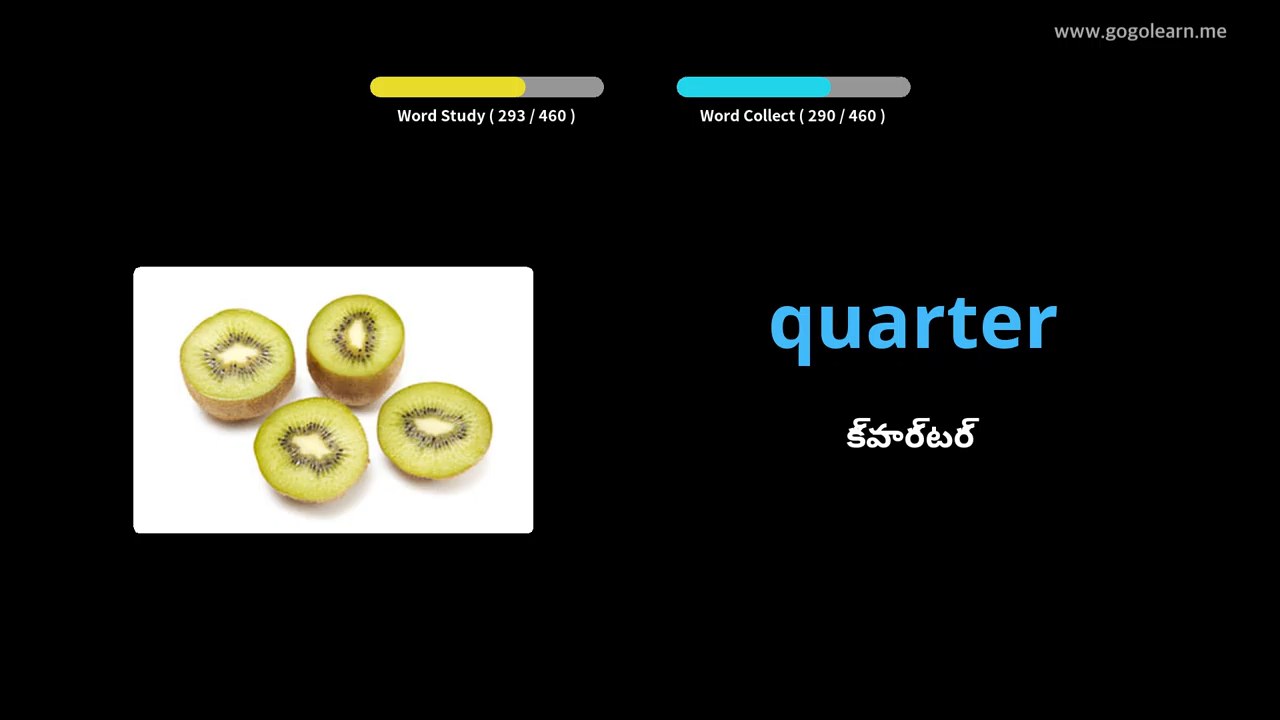 www.gogolearn.me
Word Study ( 293 / 460 )
Word Collect ( 290 / 460 )
quarter
క్‌వార్‌టర్